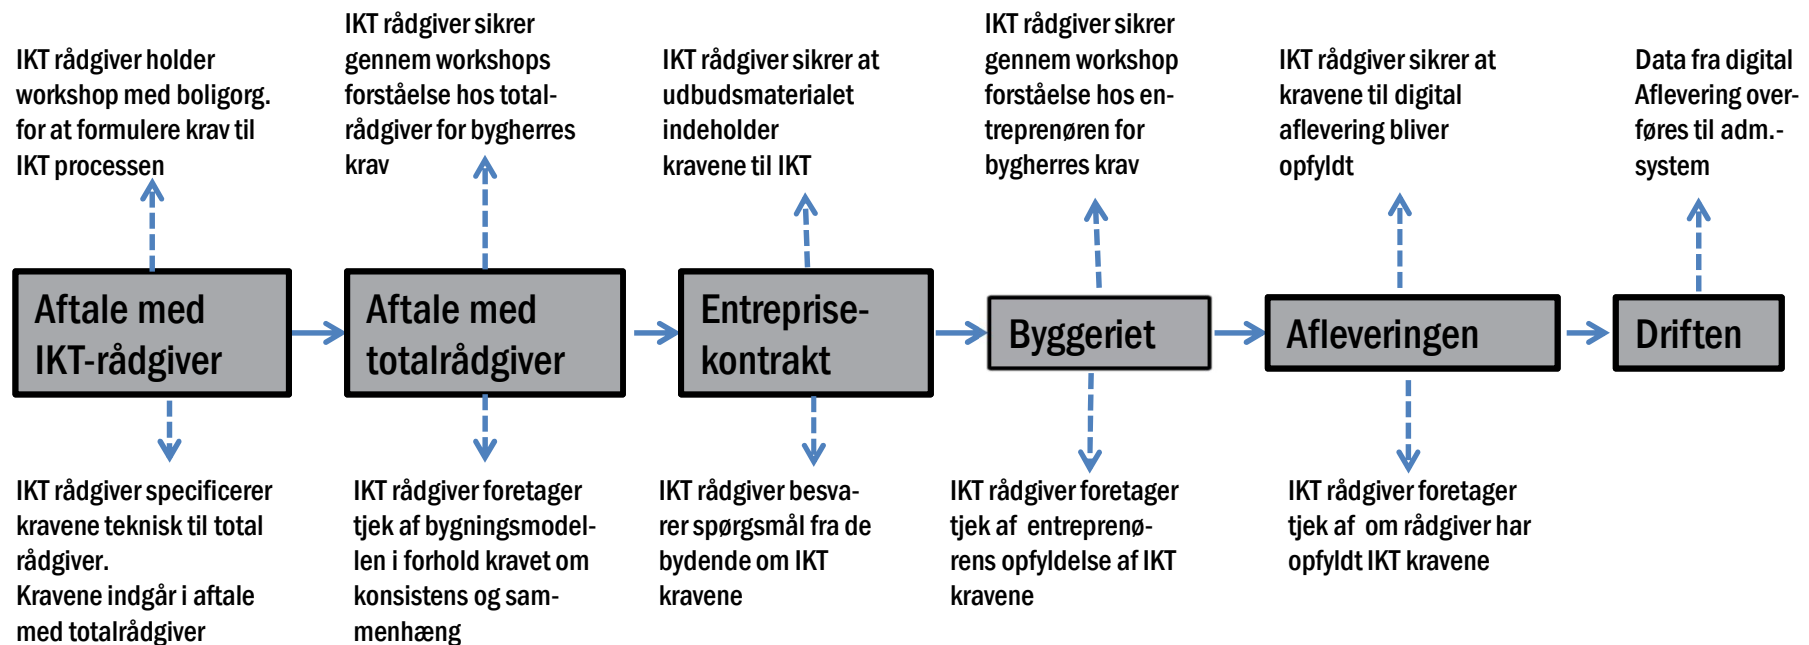 IKT rådgiver holder
workshop med boligorg.
for at formulere krav til
IKT processen
IKT rådgiver sikrer
gennem workshops
forståelse hos total-
rådgiver for bygherres
krav
IKT rådgiver sikrer at
udbudsmaterialet
indeholder
kravene til IKT
IKT rådgiver sikrer
gennem workshop
forståelse hos en-
treprenøren for
bygherres krav
IKT rådgiver sikrer at
kravene til digital
aflevering bliver
opfyldt
Data fra digital
Aflevering over-
føres til adm.-
system
Aftale med
IKT-rådgiver
Aftale med
totalrådgiver
Entreprise-
kontrakt
Byggeriet
Afleveringen
Driften
IKT rådgiver specificerer
kravene teknisk til total
rådgiver.
Kravene indgår i aftale
med totalrådgiver
IKT rådgiver foretager
tjek af bygningsmodel-
len i forhold kravet om
konsistens og sam-
menhæng
IKT rådgiver besva-
rer spørgsmål fra de
bydende om IKT
kravene
IKT rådgiver foretager
tjek af entreprenø-
rens opfyldelse af IKT
kravene
IKT rådgiver foretager
tjek af om rådgiver har
opfyldt IKT kravene